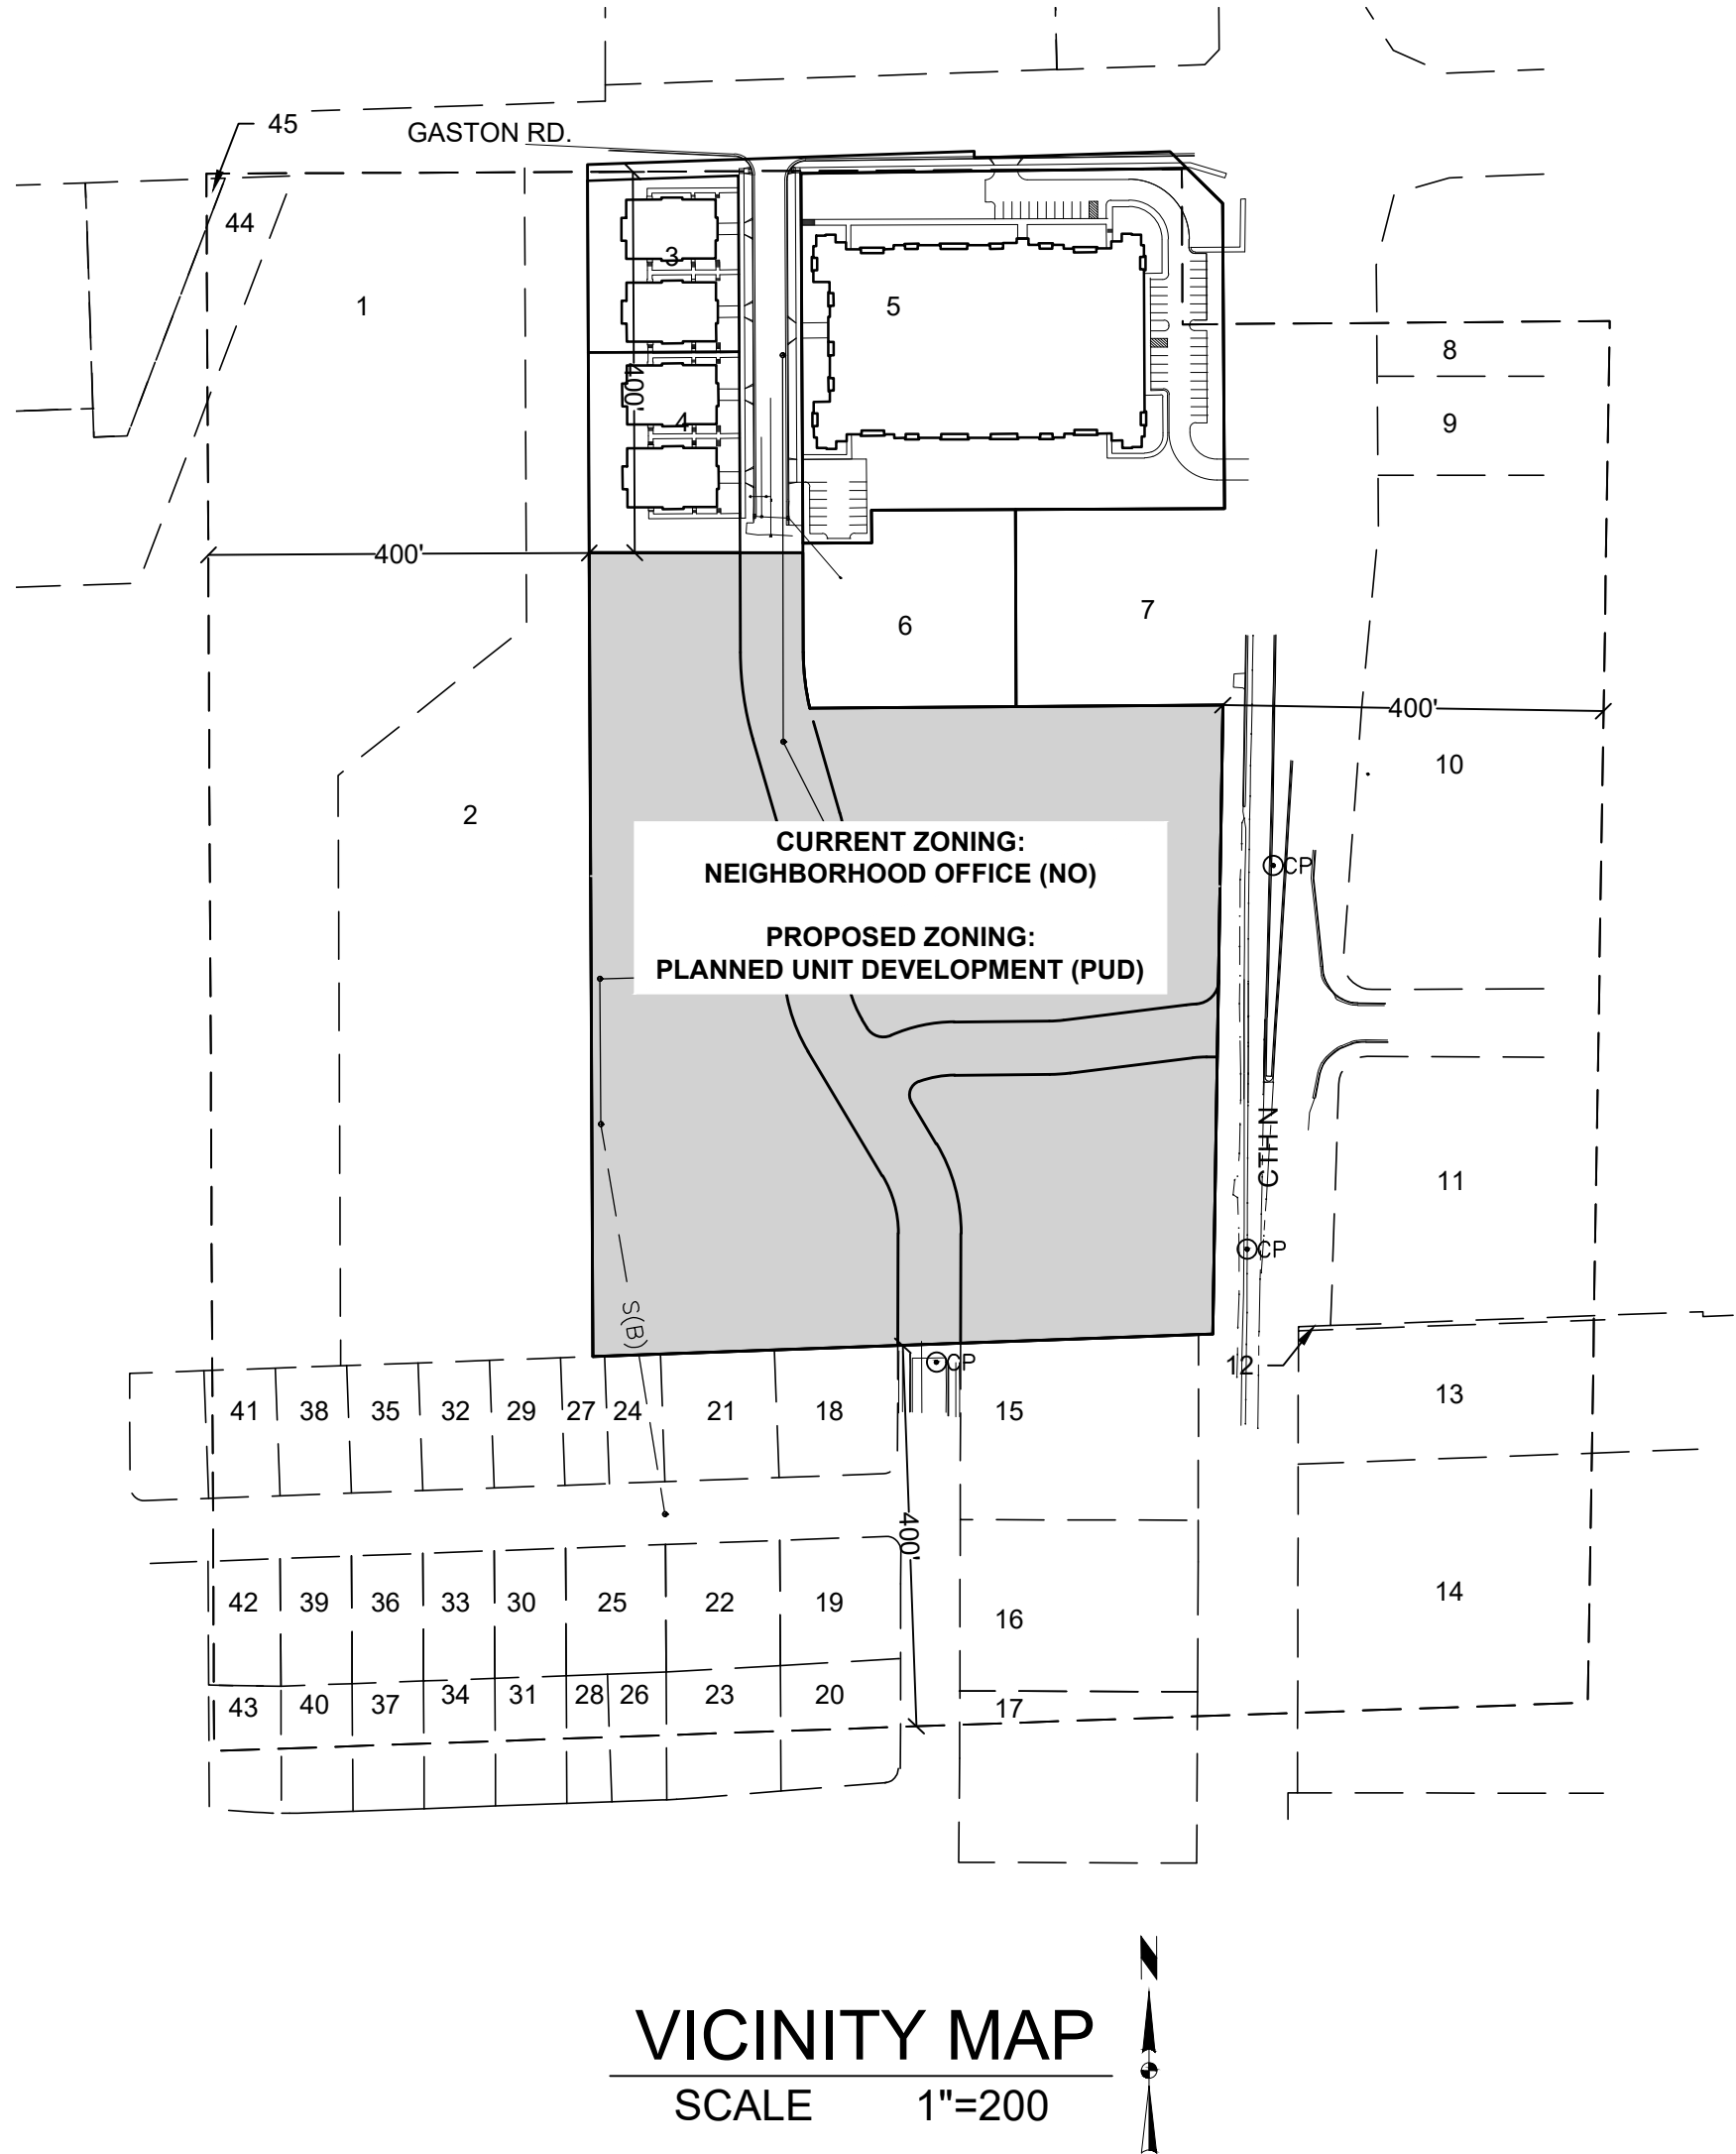 45
GASTON RD.
44
3
1
5
8
400'
4
9
400'
6
7
400'
10
2
CURRENT ZONING:
NEIGHBORHOOD OFFICE (NO)
PROPOSED ZONING:
PLANNED UNIT DEVELOPMENT (PUD)
CP
CTH N
11
CP
S(B)
12
CP
13
41 38 35 32 29 27 24 21 18 15
400'
14
42 39 36 33 30 25 22 19 16
43 40 37 34 31 28 26 23 20 17
N
VICINITY MAP
SCALE 1"=200